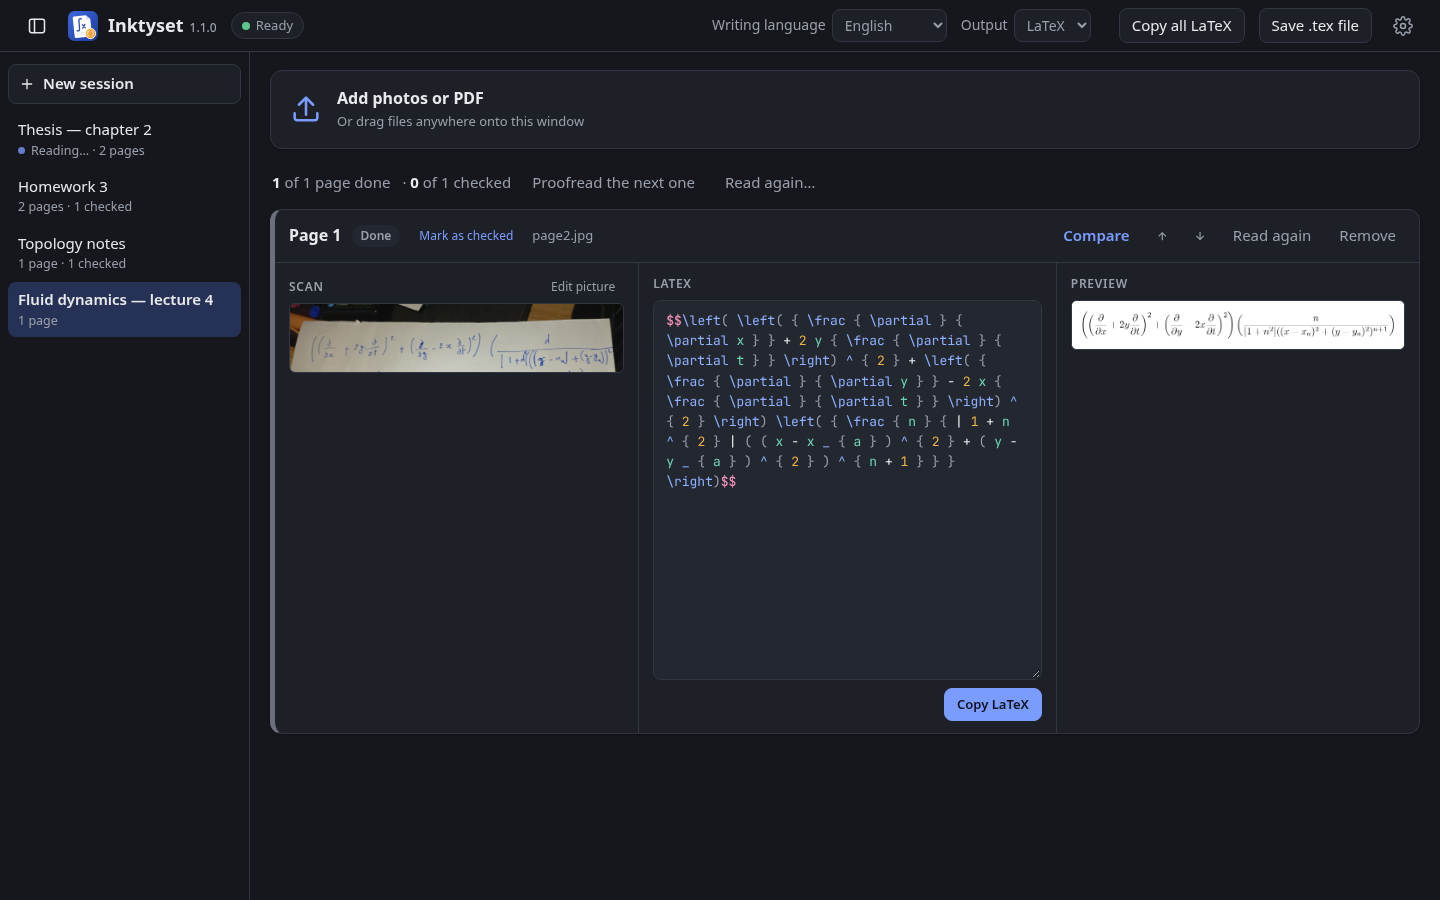 Inktyset 1.1.0 Ready
Writing language English Output LaTeX Copy all LaTeX Save .tex file
New session
Thesis — chapter 2
Reading... · 2 pages
Homework 3
2 pages · 1 checked
Topology notes
1 page · 1 checked
Fluid dynamics — lecture 4
1 page
Add photos or PDF
Or drag files anywhere onto this window
1 of 1 page done · 0 of 1 checked Proofread the next one Read again...
Page 1 Done Mark as checked page2.jpg Compare ↑ ↓ Read again Remove
SCAN Edit picture
LATEX
$$\left( \left( { \frac { \partial } {
\partial x } } + 2 y { \frac { \partial } {
\partial t } } \right) ^ { 2 } + \left( {
\frac { \partial } { \partial y } } - 2 x {
\frac { \partial } { \partial t } } \right) ^
{ 2 } \right) \left( { \frac { n } { | 1 + n
^ { 2 } | ( ( x - x _ { a } ) ^ { 2 } + ( y -
y _ { a } ) ^ { 2 } ) ^ { n + 1 } } }
\right)$$
Copy LaTeX
PREVIEW